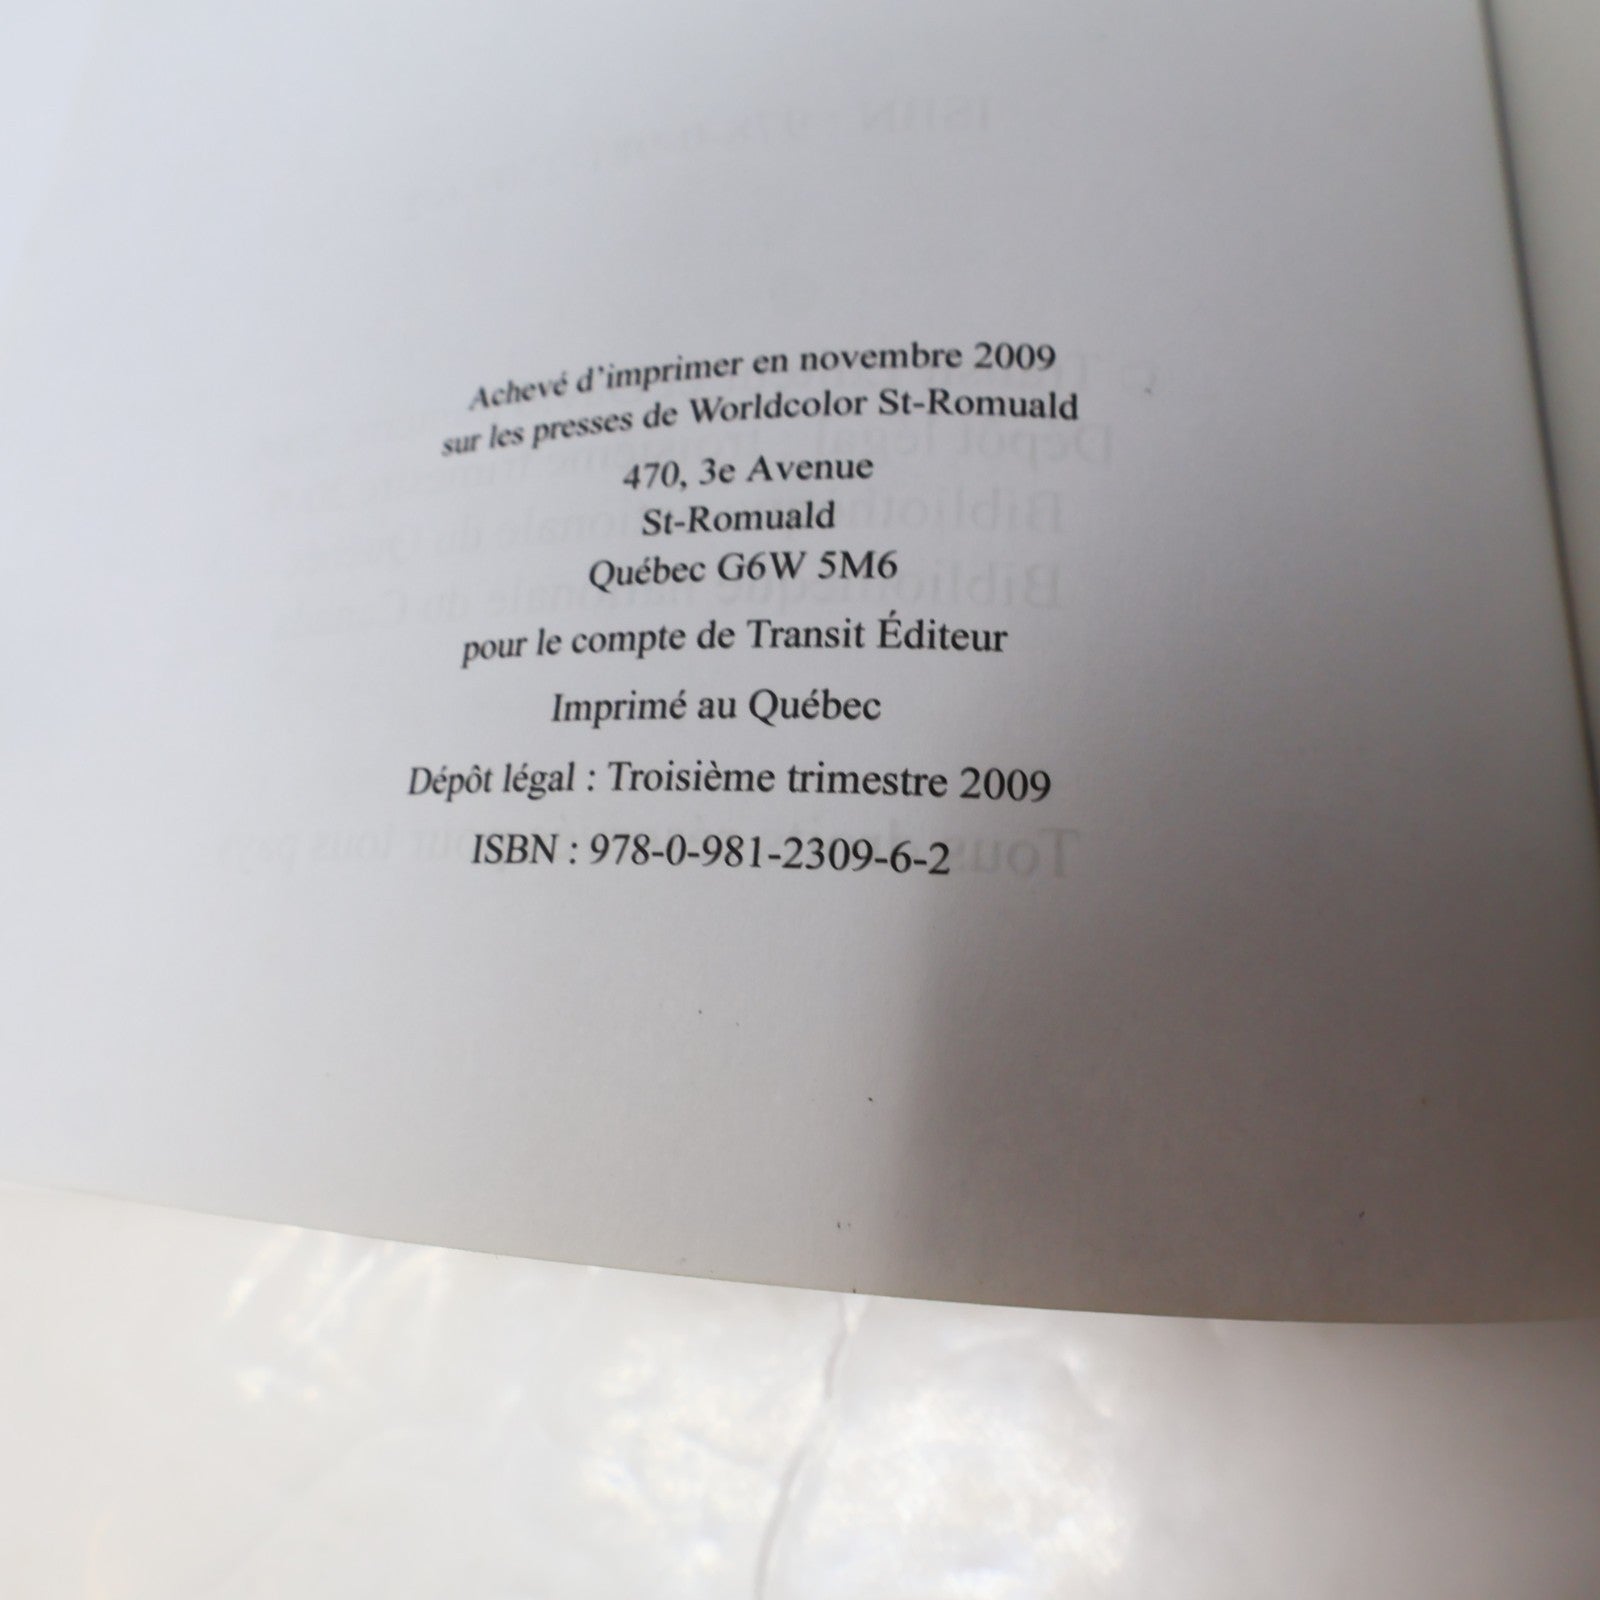 Achevé d'imprimer en novembre 2009
sur les presses de Worldcolor St-Romuald
470, 3e Avenue
St-Romuald
Québec G6W 5M6
pour le compte de Transit Éditeur
Imprimé au Québec
Dépôt légal : Troisième trimestre 2009
ISBN : 978-0-981-2309-6-2